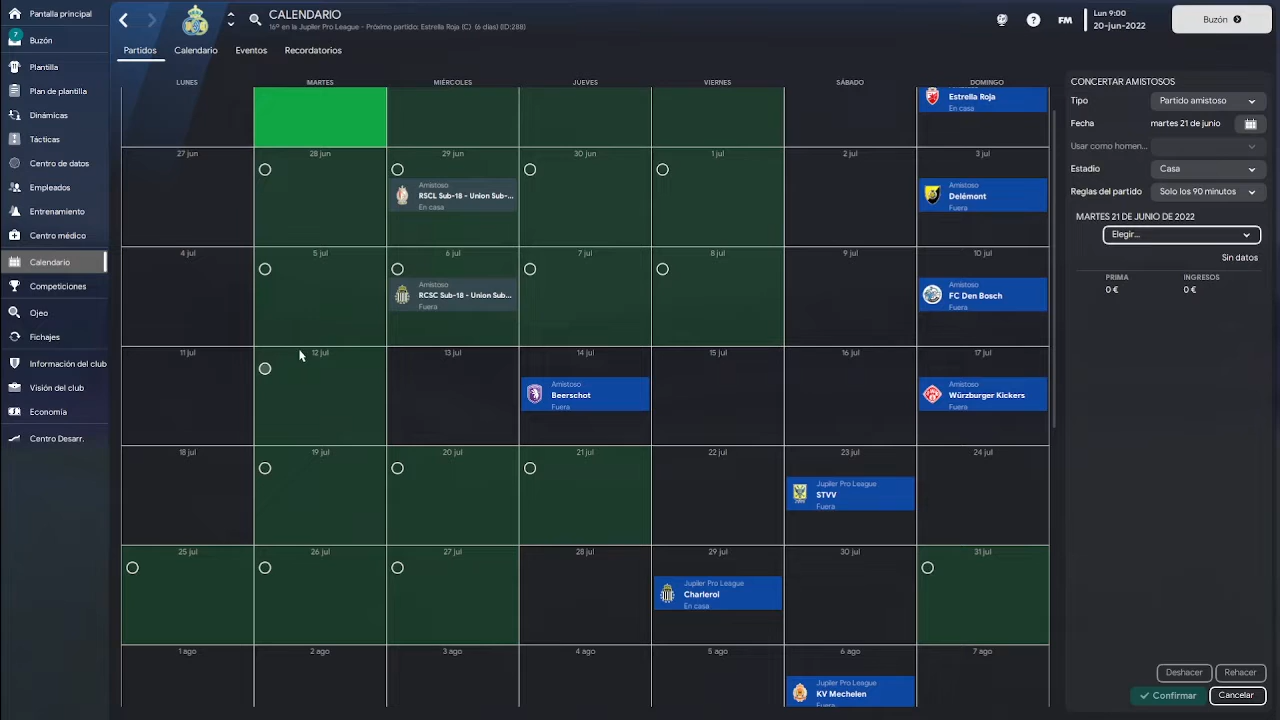 Pantalla principal
7
Buzón
Plantilla
Plan de plantilla
Dinámicas
Tácticas
Centro de datos
Empleados
Entrenamiento
Centro médico
Calendario
Competiciones
Ojeo
Fichajes
Información del club
Visión del club
Economía
Centro Desarr.
CALENDARIO
16º en la Jupiler Pro League - Próximo partido: Estrella Roja (C) (6 días) (ID:288)
?
FM
Lun 9:00
20-jun-2022
Buzón
Partidos
Calendario
Eventos
Recordatorios
LUNES
MARTES
MIÉRCOLES
JUEVES
VIERNES
SÁBADO
DOMINGO
Estrella Roja
En casa
27 jun
28 jun
29 jun
30 jun
1 jul
2 jul
3 jul
Amistoso
RSCL Sub-18 - Union Sub-...
En casa
Amistoso
Delémont
Fuera
4 jul
5 jul
6 jul
7 jul
8 jul
9 jul
10 jul
Amistoso
RCSC Sub-18 - Union Sub...
Fuera
Amistoso
FC Den Bosch
Fuera
11 jul
12 jul
13 jul
14 jul
15 jul
16 jul
17 jul
Amistoso
Beerschot
Fuera
Amistoso
Würzburger Kickers
Fuera
18 jul
19 jul
20 jul
21 jul
22 jul
23 jul
24 jul
Jupiler Pro League
STVV
Fuera
25 jul
26 jul
27 jul
28 jul
29 jul
30 jul
31 jul
Jupiler Pro League
Charleroi
En casa
1 ago
2 ago
3 ago
4 ago
5 ago
6 ago
7 ago
Jupiler Pro League
KV Mechelen
Fuera
CONCERTAR AMISTOSOS
Tipo
Partido amistoso
Fecha
martes 21 de junio
Usar como homen...
Estadio
Casa
Reglas del partido
Solo los 90 minutos
MARTES 21 DE JUNIO DE 2022
Elegir...
Sin datos
PRIMA
INGRESOS
0 €
0 €
Deshacer
Rehacer
Confirmar
Cancelar